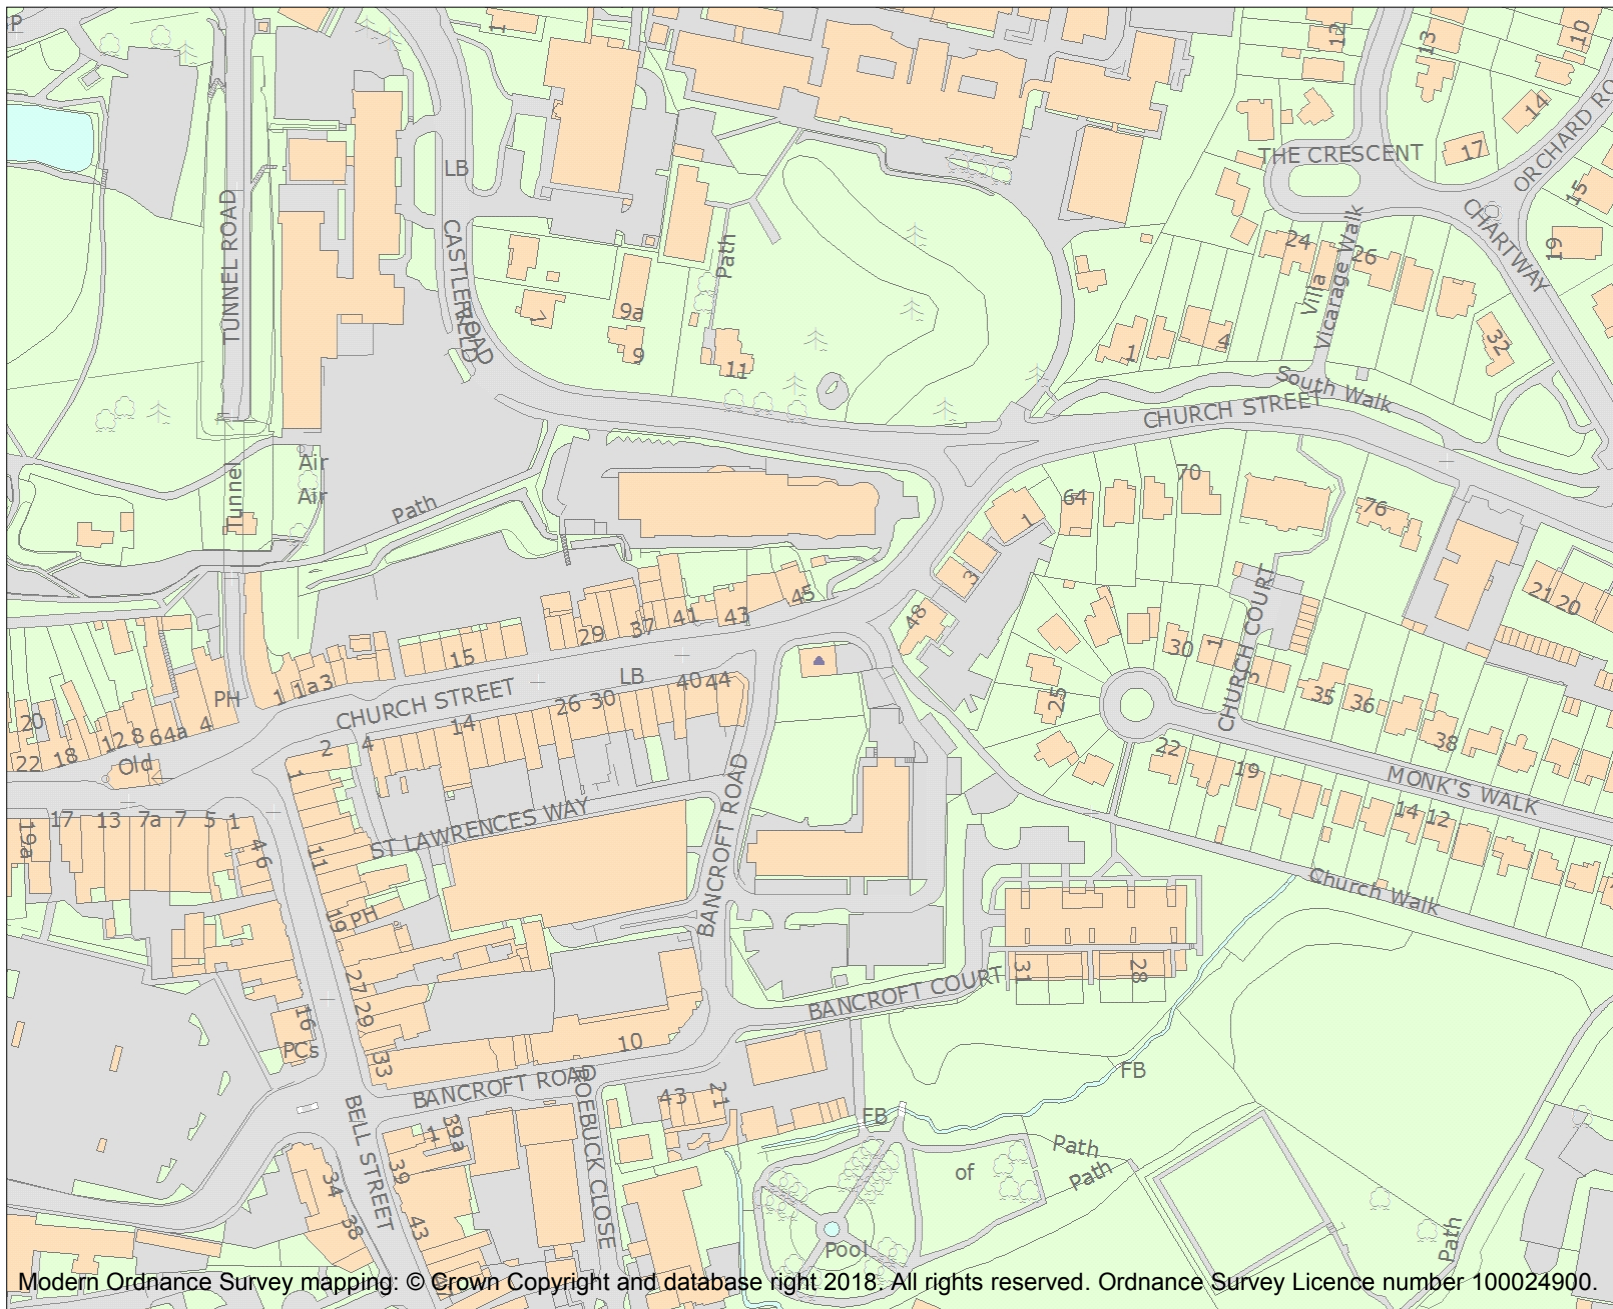 P
1
12
13
10
14
ORCHARD RO
THE CRESCENT
17
15
LB
TUNNEL ROAD
CASTLEFIELD
ROAD
Path
CHARTWAY
19
24
Vicarage Walk
26
Villa
7
9a
9
11
1
4
32
South Walk
CHURCH STREET
Air
Air
Tunnel
Path
64
70
76
1
3
48
21 20
CHURCH COURT
45
43
41
37
29
15
30
1
3
25
35
36
38
PH
1
1a
3
CHURCH STREET
LB
40
44
26
30
14
20
22
18
12
8
6
4a
4
Old
2
4
1
22
19
MONK'S WALK
14
12
17
13
7a
7
5
1
19a
4
6
11
ST LAWRENCES WAY
BANCROFT ROAD
Church Walk
19
PH
27
29
31
28
BANCROFT COURT
16
PCs
33
10
BANCROFT ROAD
ROEBUCK CLOSE
43
21
FB
FB
BELL STREET
1
39a
39
34
38
43
of
Path
Path
Path
Pool
Modern Ordnance Survey mapping: © Crown Copyright and database right 2018. All rights reserved. Ordnance Survey Licence number 100024900.